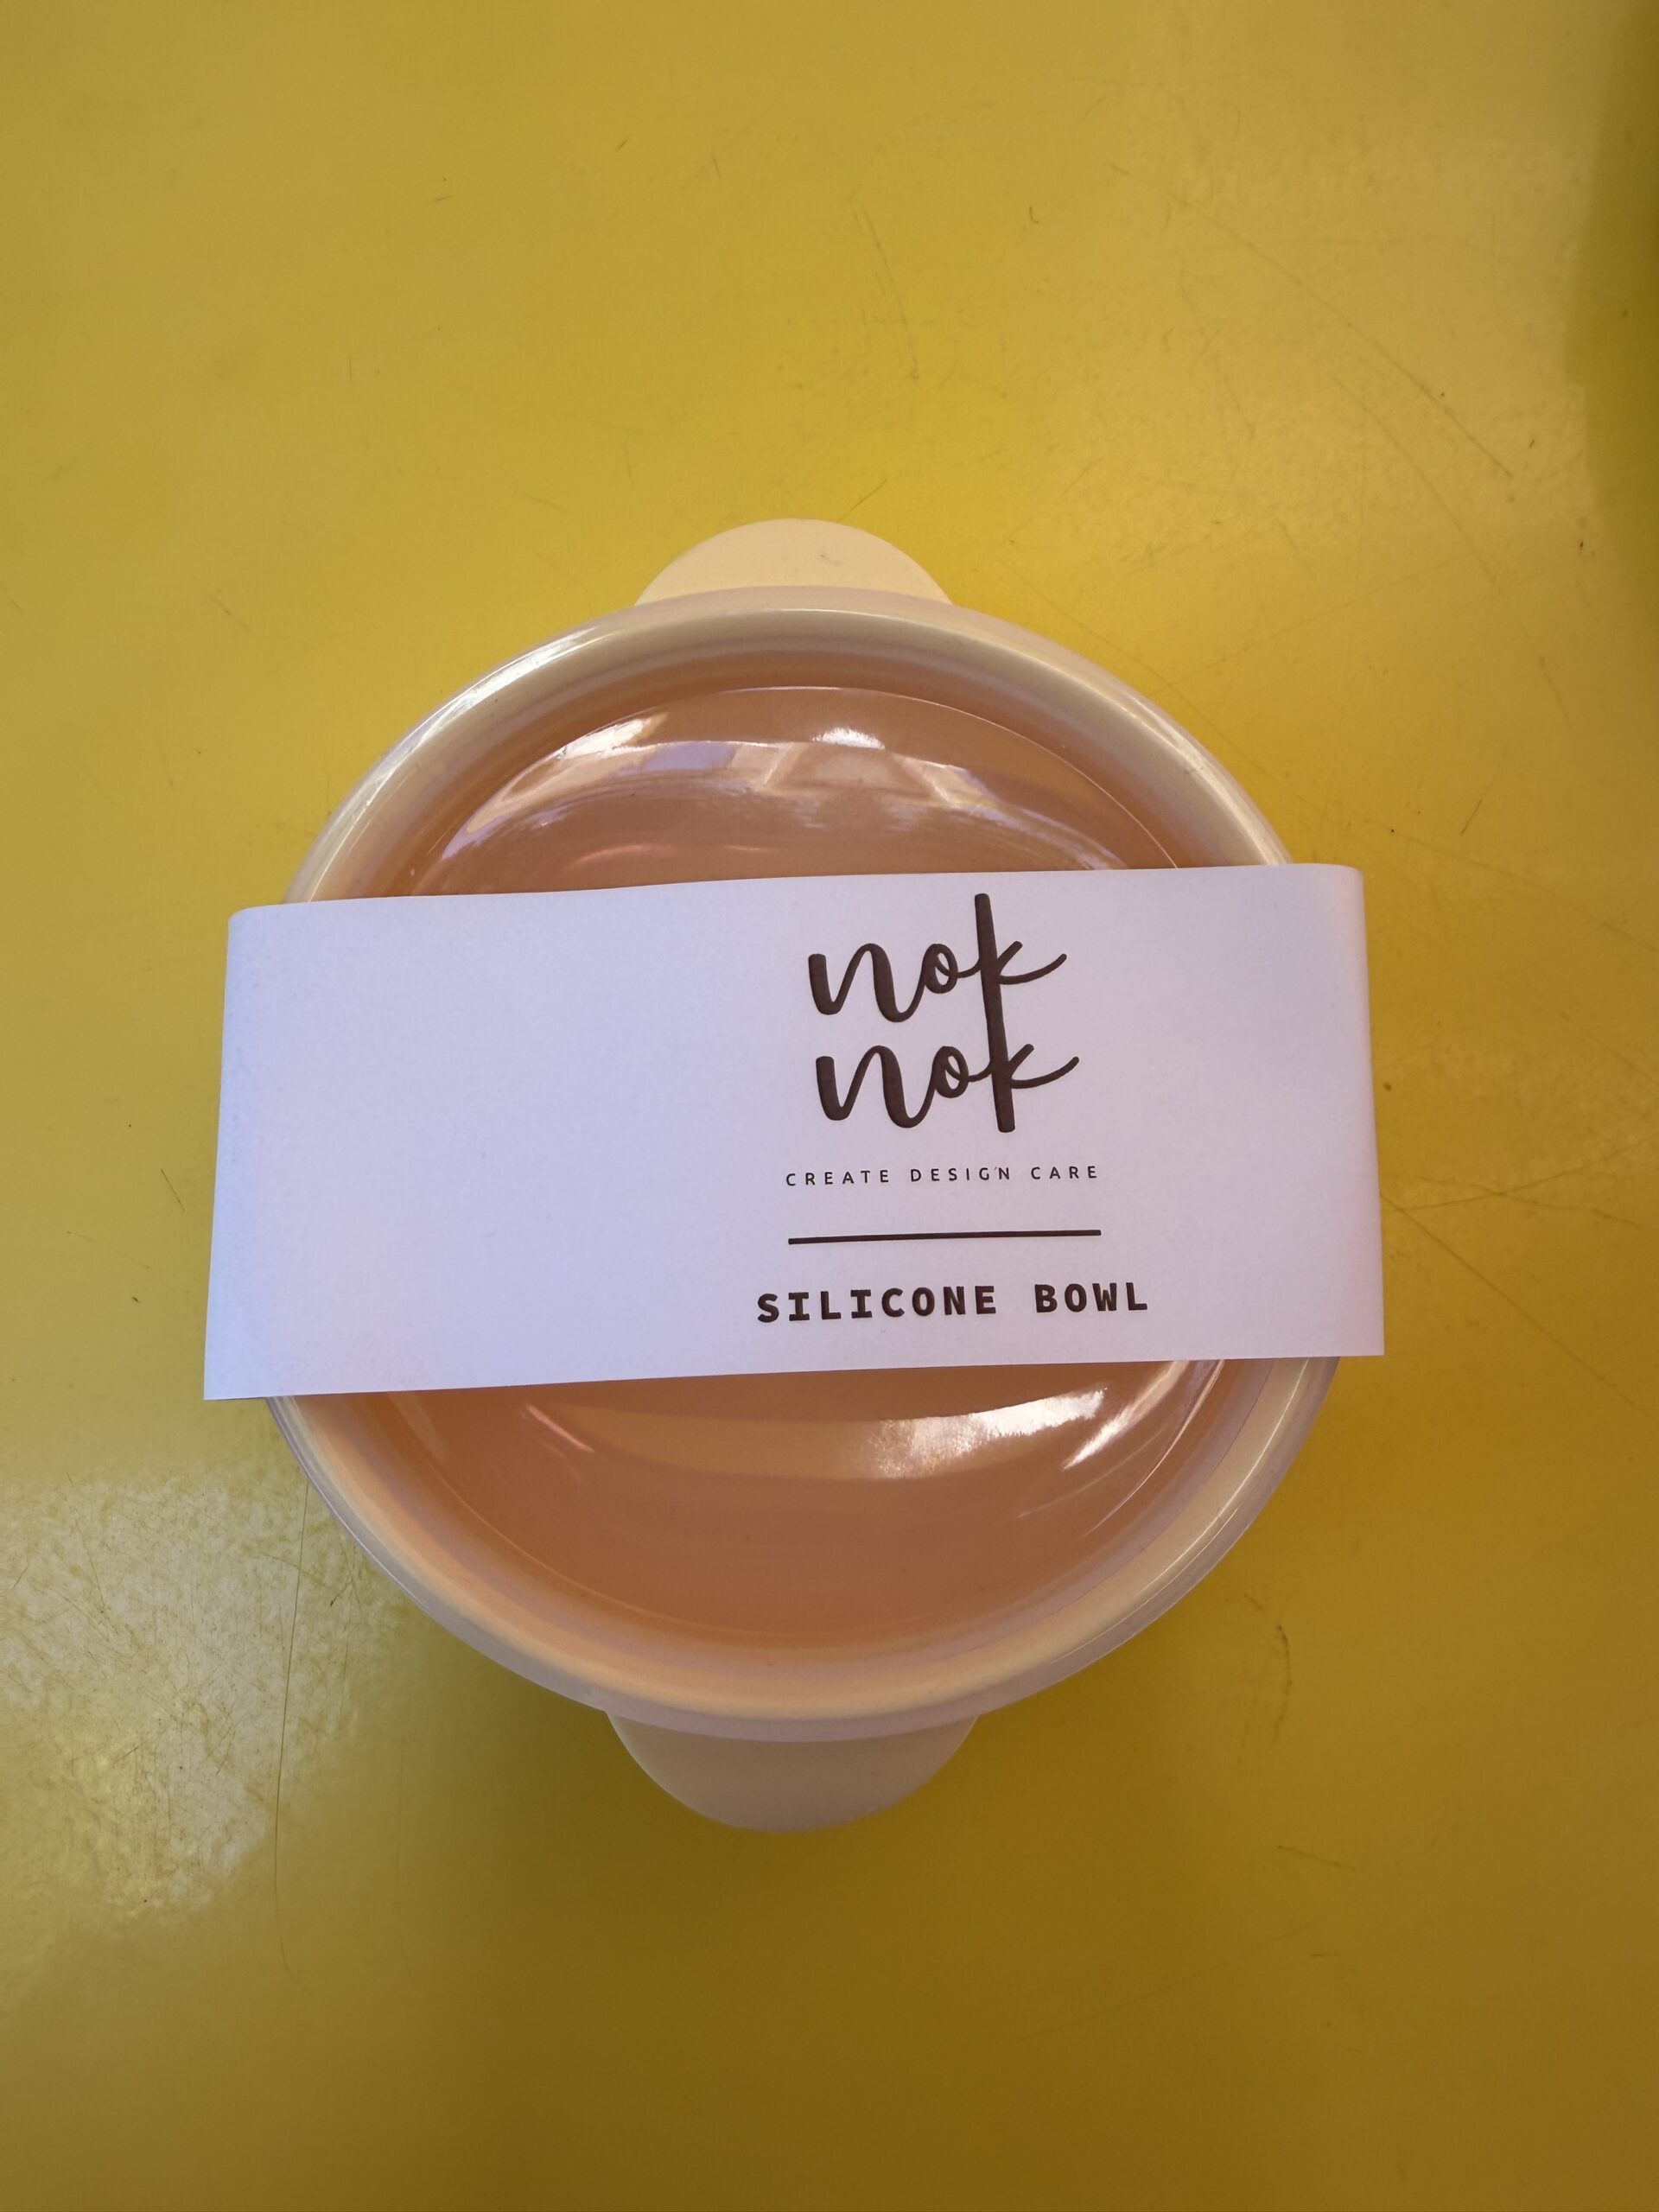 nok
nok
CREATE DESIGN CARE
SILICONE BOWL